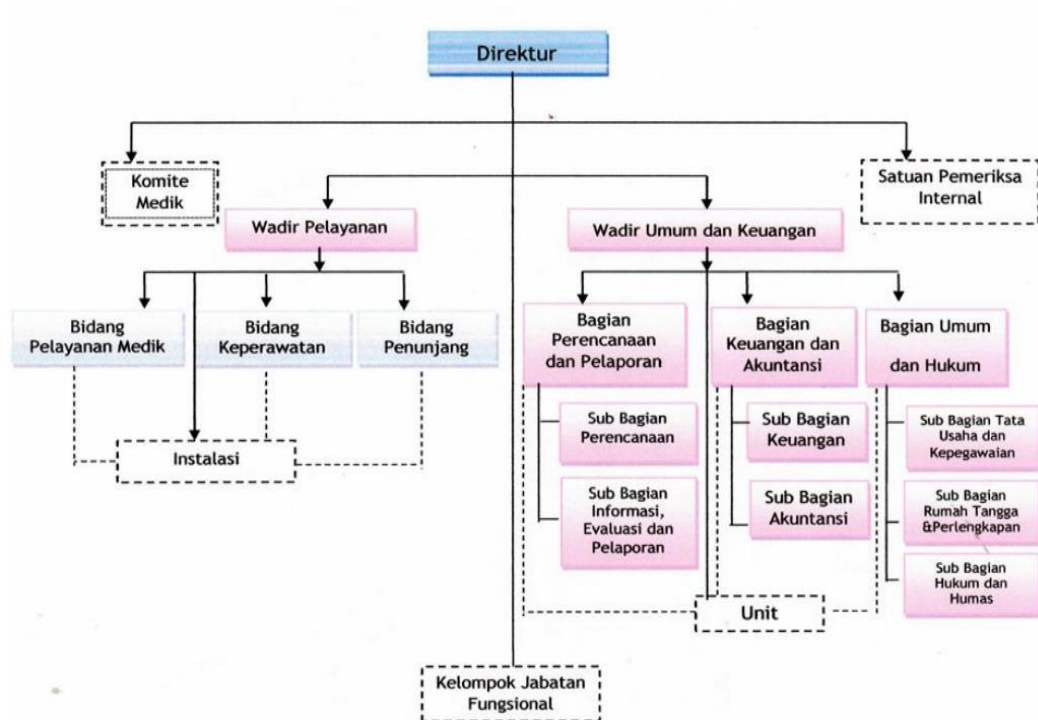 Direktur
Komite
Medik
Satuan Pemeriksa
Internal
Wadir Pelayanan
Wadir Umum dan Keuangan
Bidang
Pelayanan Medik
Bidang
Keperawatan
Bidang
Penunjang
Bagian
Perencanaan
dan Pelaporan
Bagian
Keuangan dan
Akuntansi
Bagian Umum
dan Hukum
Instalasi
Sub Bagian
Perencanaan
Sub Bagian
Informasi,
Evaluasi dan
Pelaporan
Sub Bagian
Keuangan
Sub Bagian
Akuntansi
Sub Bagian Tata
Usaha dan
Kepegawaian
Sub Bagian
Rumah Tangga
&Perlengkapan
Sub Bagian
Hukum dan
Humas
Unit
Kelompok Jabatan
Fungsional